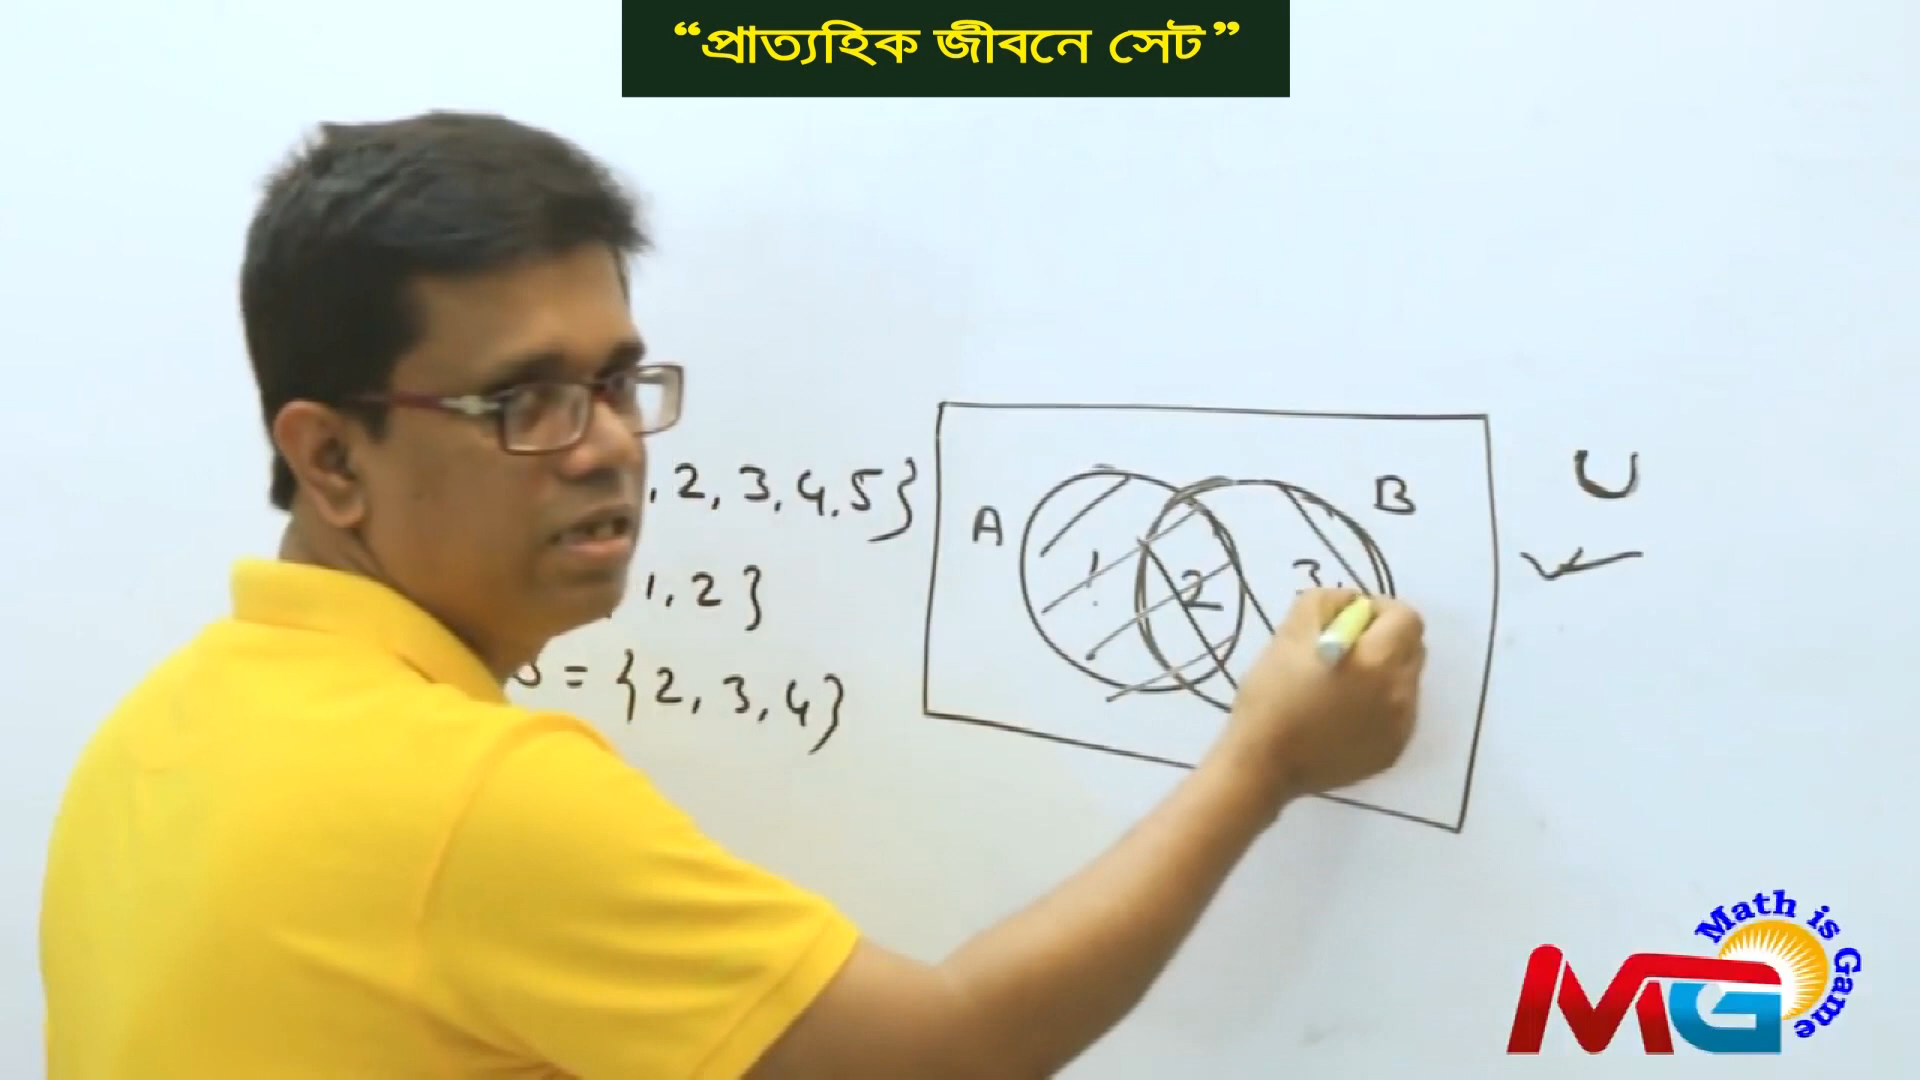 “প্রাত্যহিক জীবনে সেট”
, 2, 3, 4, 5}
1, 2}
= {2, 3, 4}
A
B
U
1
2
3,
Math is Game
MG